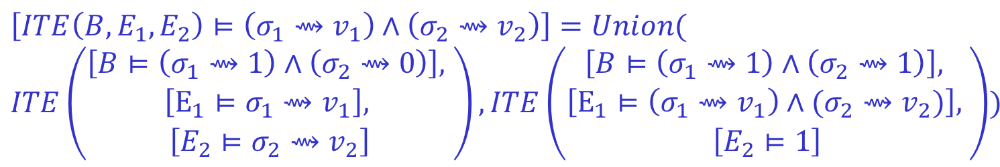 [ITE(B, E₁, E₂) ⊨ (σ₁ ⇝ v₁) ∧ (σ₂ ⇝ v₂)] = Union(
ITE ( [B ⊨ (σ₁ ⇝ 1) ∧ (σ₂ ⇝ 0)], [E₁ ⊨ σ₁ ⇝ v₁], [E₂ ⊨ σ₂ ⇝ v₂] ) , ITE ( [B ⊨ (σ₁ ⇝ 1) ∧ (σ₂ ⇝ 1)], [E₁ ⊨ (σ₁ ⇝ v₁) ∧ (σ₂ ⇝ v₂)], [E₂ ⊨ 1] ) )